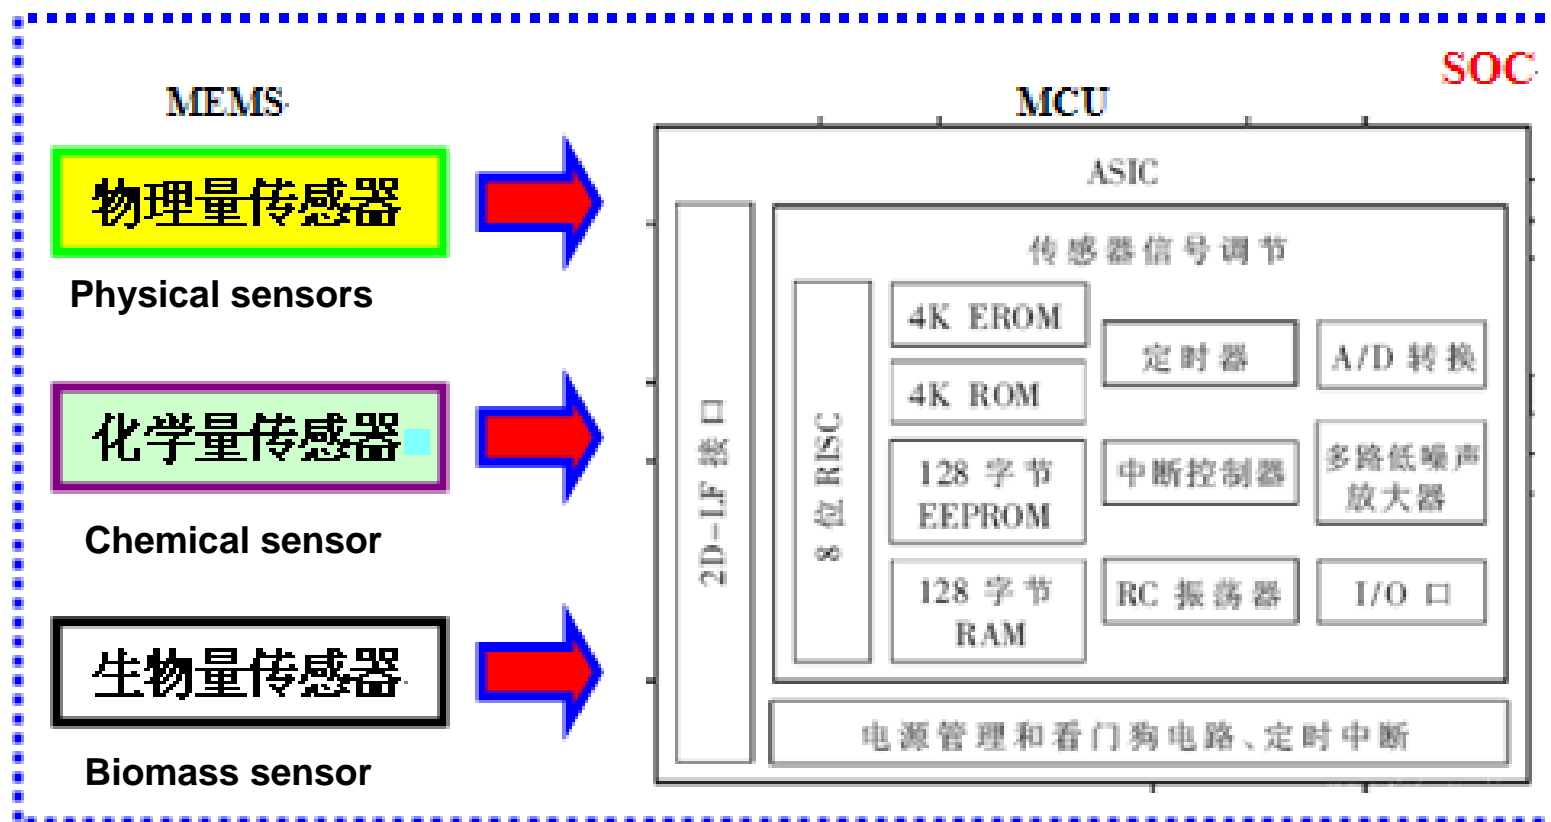 SOC
MEMS
MCU
物理量传感器
Physical sensors
化学量传感器
Chemical sensor
生物量传感器
Biomass sensor
ASIC
2D-LF 接口
传感器信号调节
8 位 RISC
4K EROM
4K ROM
128 字节
EEPROM
128 字节
RAM
定时器
中断控制器
RC 振荡器
A/D 转换
多路低噪声
放大器
I/O 口
电源管理和看门狗电路、定时中断